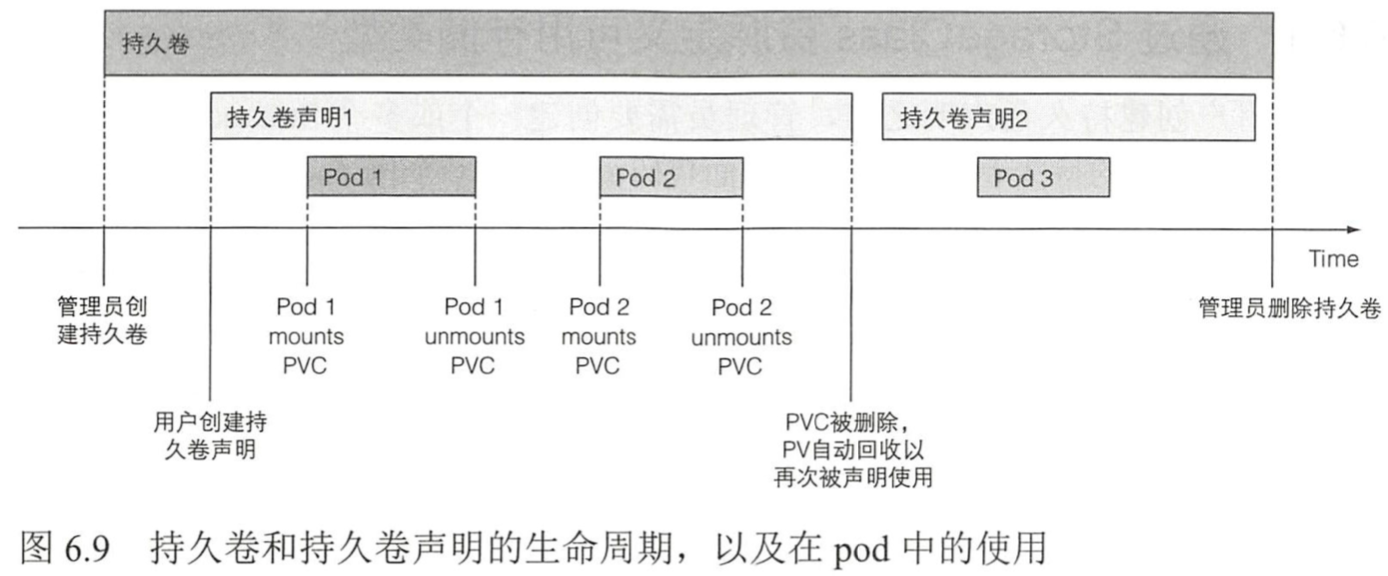 持久卷
持久卷声明1
持久卷声明2
Pod 1
Pod 2
Pod 3
Time
管理员创
建持久卷
Pod 1
mounts
PVC
Pod 1
unmounts
PVC
Pod 2
mounts
PVC
Pod 2
unmounts
PVC
管理员删除持久卷
用户创建持
久卷声明
PVC被删除，
PV自动回收以
再次被声明使用
图 6.9 持久卷和持久卷声明的生命周期，以及在 pod 中的使用